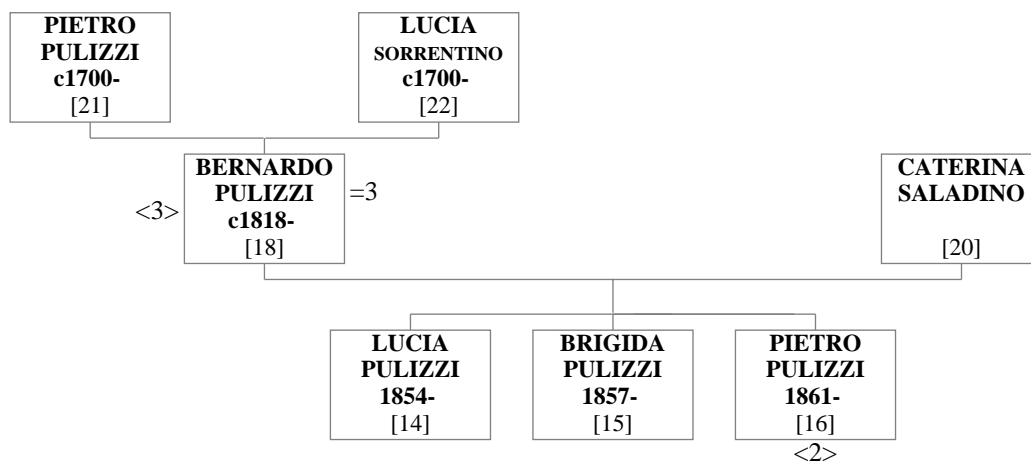 PIETRO
PULIZZI
c1700-
[21]
LUCIA
SORRENTINO
c1700-
[22]
<3>
BERNARDO
PULIZZI
c1818-
[18]
=3
CATERINA
SALADINO
[20]
LUCIA
PULIZZI
1854-
[14]
BRIGIDA
PULIZZI
1857-
[15]
PIETRO
PULIZZI
1861-
[16]
<2>